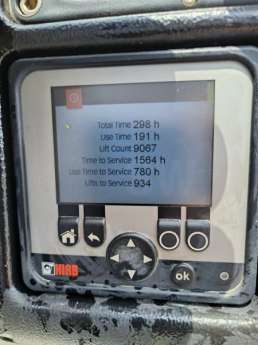 Total Time 298 h
Use Time 191 h
Lift Count 9067
Time to Service 1564 h
Use Time to Service 780 h
Lifts to Service 934
ok
HIAB